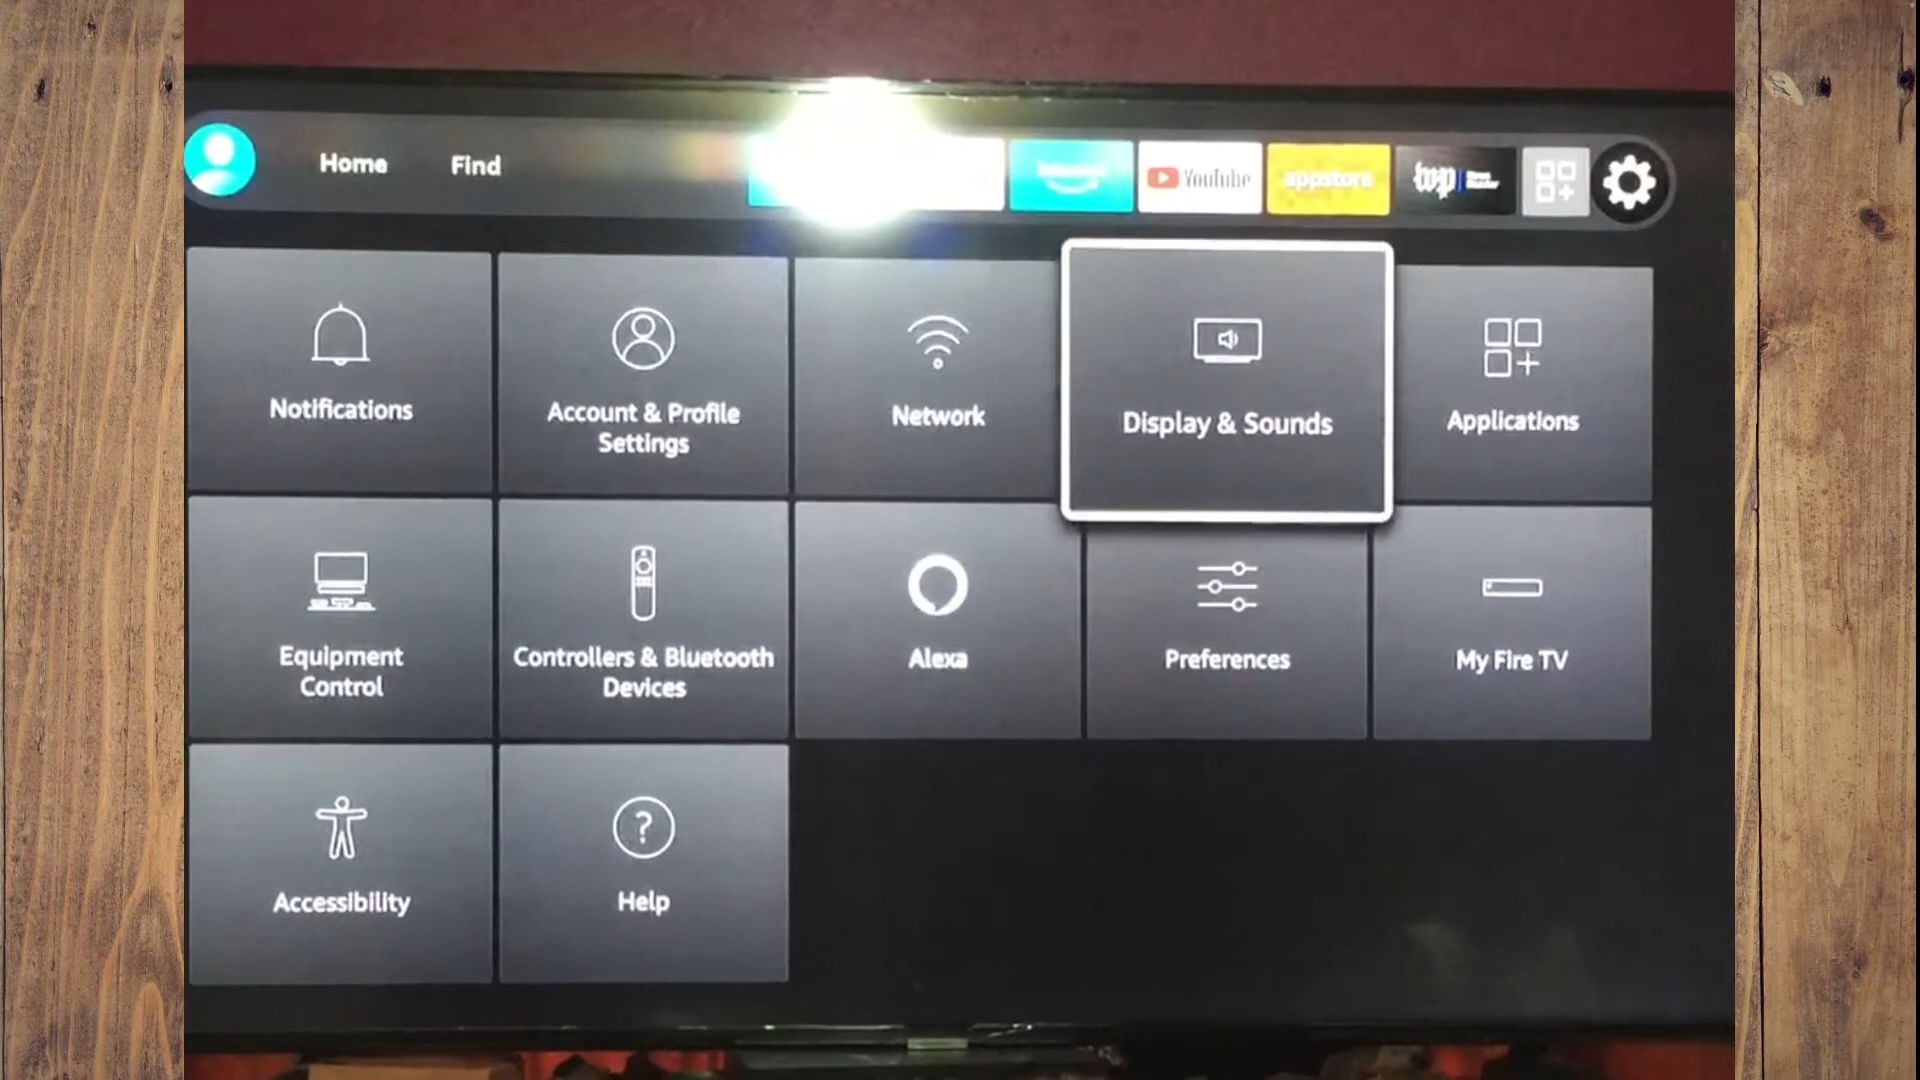 Home
Find
YouTube
appstore
wp
Notifications
Account & Profile
Settings
Network
Display & Sounds
Applications
Equipment
Control
Controllers & Bluetooth
Devices
Alexa
Preferences
My Fire TV
Accessibility
Help